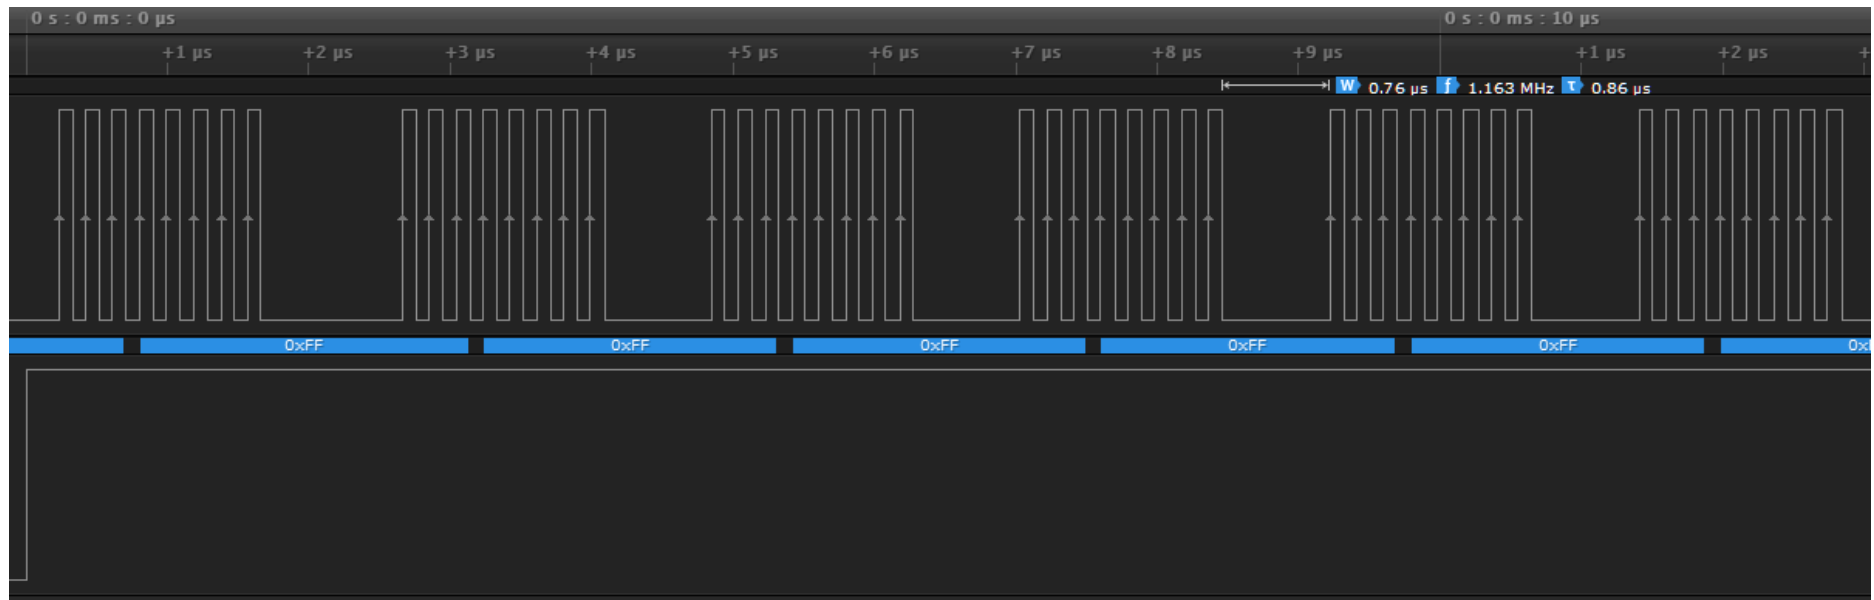 0 s : 0 ms : 0 µs 0 s : 0 ms : 10 µs
+1 µs +2 µs +3 µs +4 µs +5 µs +6 µs +7 µs +8 µs +9 µs +1 µs +2 µs +
W 0.76 µs f 1.163 MHz τ 0.86 µs
0xFF 0xFF 0xFF 0xFF 0xFF 0x